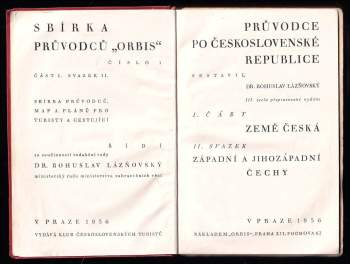 SBÍRKA
PRŮVODCŮ „ORBIS"
ČÍSLO 1
ČÁST I. SVAZEK II.
SBÍRKA PRŮVODCŮ,
MAP A PLÁNŮ PRO
TURISTY A CESTUJÍCÍ
ŘÍDÍ
za součinnosti redakční rady
DR. BOHUSLAV LÁZŇOVSKÝ
ministerský rada ministerstva zahraničních věcí
V PRAZE 1936
VYDÁVÁ KLUB ČESKOSLOVENSKÝCH TURISTŮ
PRŮVODCE
PO ČESKOSLOVENSKÉ
REPUBLICE
SESTAVIL
DR. BOHUSLAV LÁZŇOVSKÝ
III. zcela přepracované vydání
I. ČÁST
ZEMĚ ČESKÁ
II. SVAZEK
ZÁPADNÍ A JIHOZÁPADNÍ
ČECHY
V PRAZE 1936
NÁKLADEM „ORBIS", PRAHA XII, FOCHOVA 62